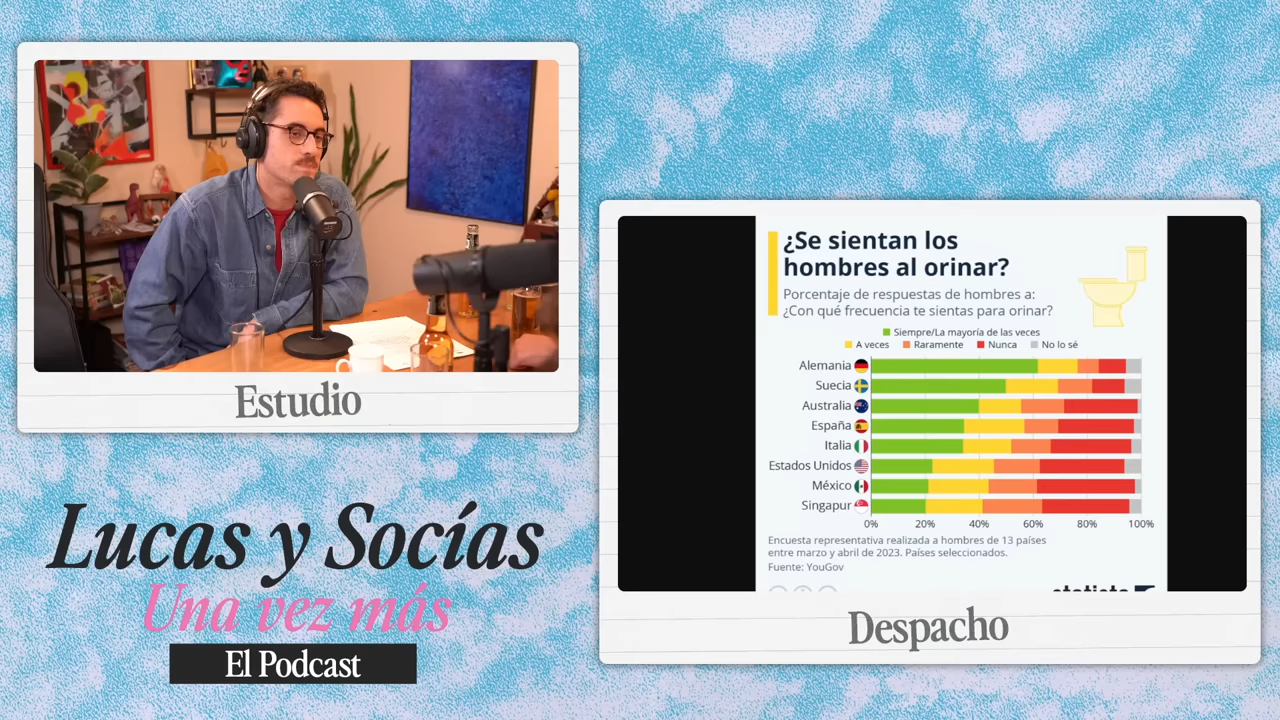 Estudio
Lucas y Socías
Una vez más
El Podcast
¿Se sientan los
hombres al orinar?
Porcentaje de respuestas de hombres a:
¿Con qué frecuencia te sientas para orinar?
Siempre/La mayoría de las veces
A veces Raramente Nunca No lo sé
Alemania
Suecia
Australia
España
Italia
Estados Unidos
México
Singapur
0% 20% 40% 60% 80% 100%
Encuesta representativa realizada a hombres de 13 países
entre marzo y abril de 2023. Países seleccionados.
Fuente: YouGov
Despacho